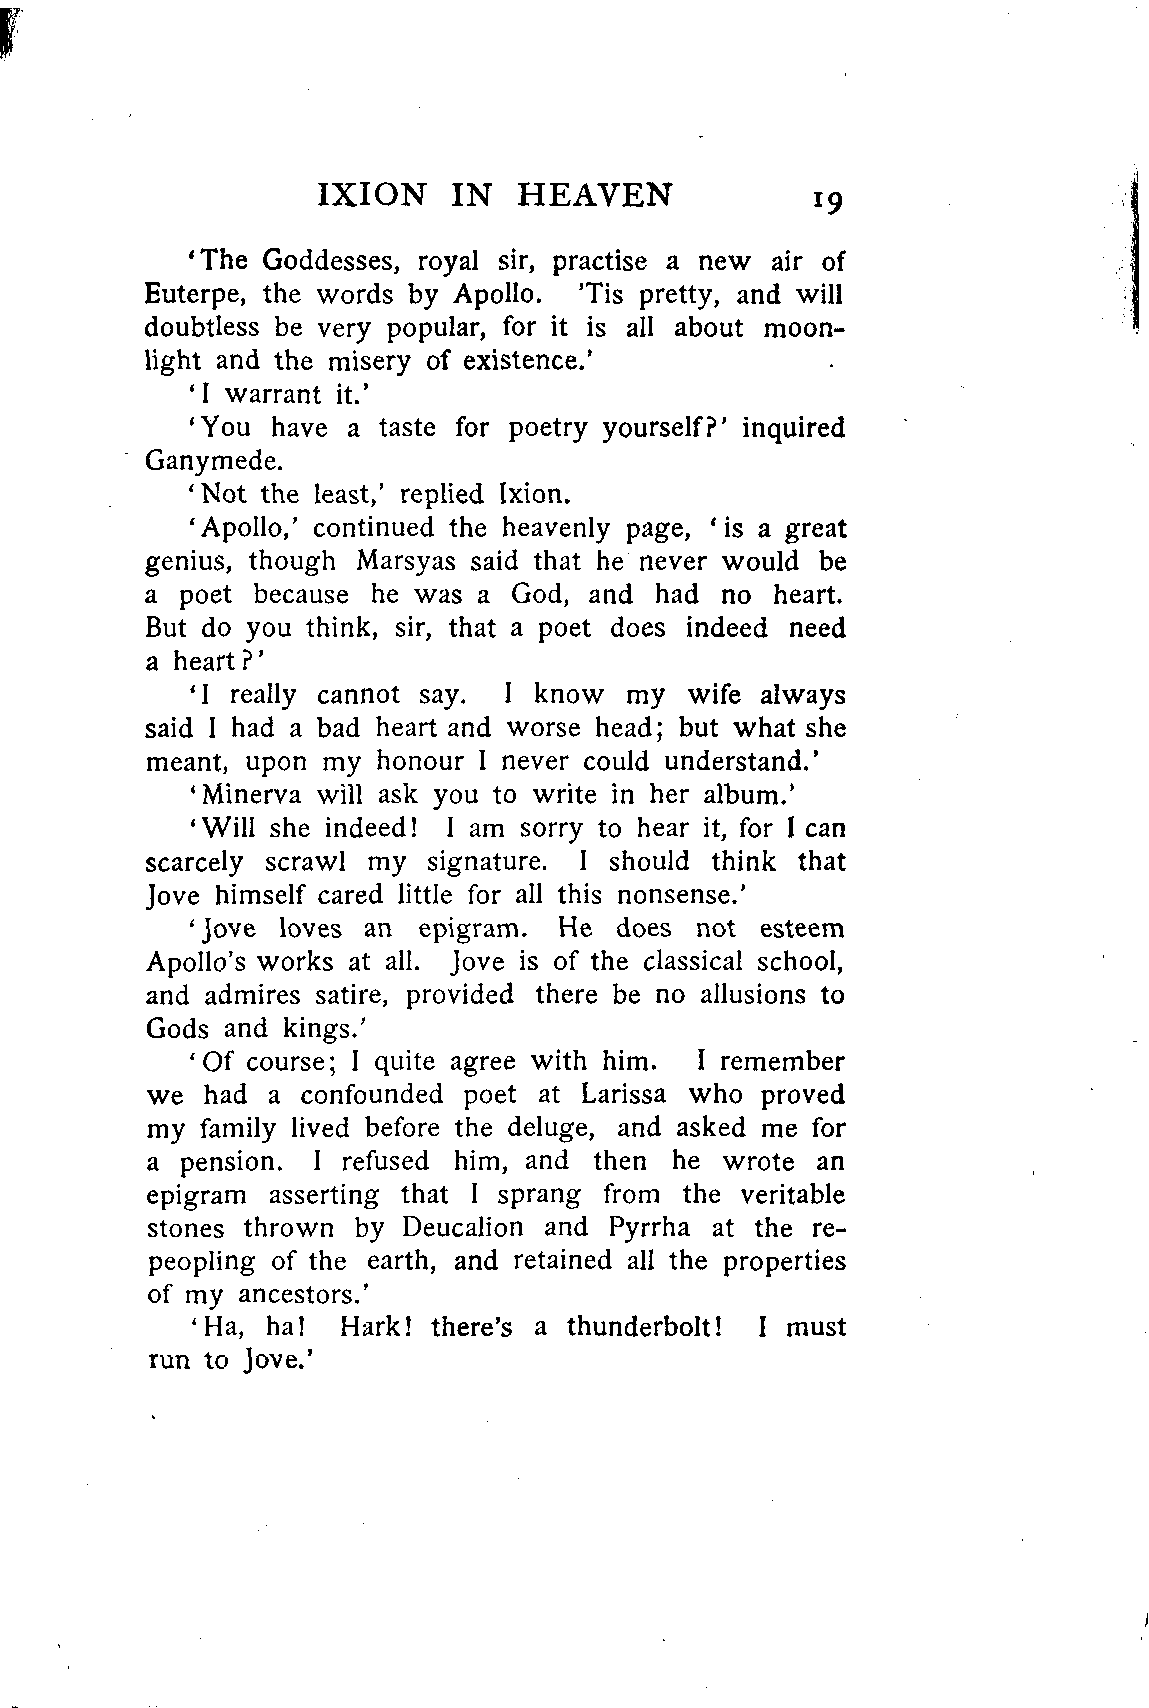 IXION IN HEAVEN 19
‘The Goddesses, royal sir, practise a new air of
Euterpe, the words by Apollo. ’Tis pretty, and will
doubtless be very popular, for it is all about moon-
light and the misery of existence.’
‘I warrant it.’
‘You have a taste for poetry yourself?’ inquired
Ganymede.
‘Not the least,’ replied Ixion.
‘Apollo,’ continued the heavenly page, ‘is a great
genius, though Marsyas said that he never would be
a poet because he was a God, and had no heart.
But do you think, sir, that a poet does indeed need
a heart?’
‘I really cannot say. I know my wife always
said I had a bad heart and worse head; but what she
meant, upon my honour I never could understand.’
‘Minerva will ask you to write in her album.’
‘Will she indeed! I am sorry to hear it, for I can
scarcely scrawl my signature. I should think that
Jove himself cared little for all this nonsense.’
‘Jove loves an epigram. He does not esteem
Apollo’s works at all. Jove is of the classical school,
and admires satire, provided there be no allusions to
Gods and kings.’
‘Of course; I quite agree with him. I remember
we had a confounded poet at Larissa who proved
my family lived before the deluge, and asked me for
a pension. I refused him, and then he wrote an
epigram asserting that I sprang from the veritable
stones thrown by Deucalion and Pyrrha at the re-
peopling of the earth, and retained all the properties
of my ancestors.’
‘Ha, ha! Hark! there’s a thunderbolt! I must
run to Jove.’